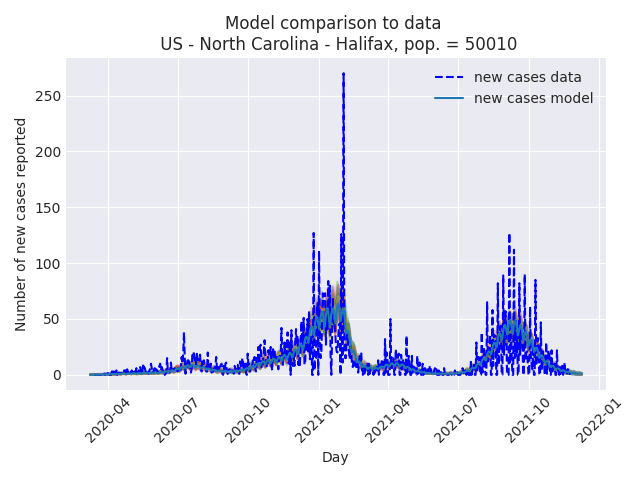 Model comparison to data
US - North Carolina - Halifax, pop. = 50010
new cases data
new cases model
Number of new cases reported
250
200
150
100
50
0
2020-04
2020-07
2020-10
2021-01
2021-04
2021-07
2021-10
2022-01
Day